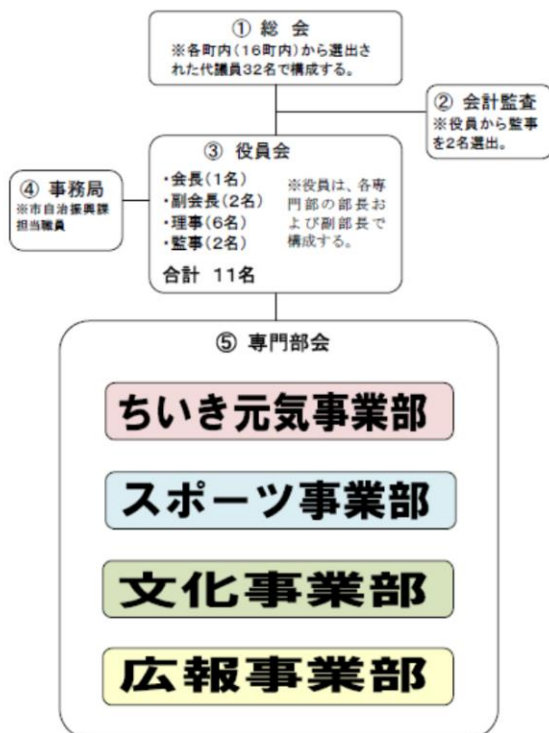 ① 総 会
※各町内(16町内)から選出さ
れた代議員32名で構成する。
② 会計監査
※役員から監事
を2名選出。
③ 役員会
・会長(1名)
・副会長(2名)
・理事(6名)
・監事(2名)
合計 11名
※役員は、各専
門部の部長お
よび副部長で
構成する。
④ 事務局
※市自治振興課
担当職員
⑤ 専門部会
ちいき元気事業部
スポーツ事業部
文化事業部
広報事業部